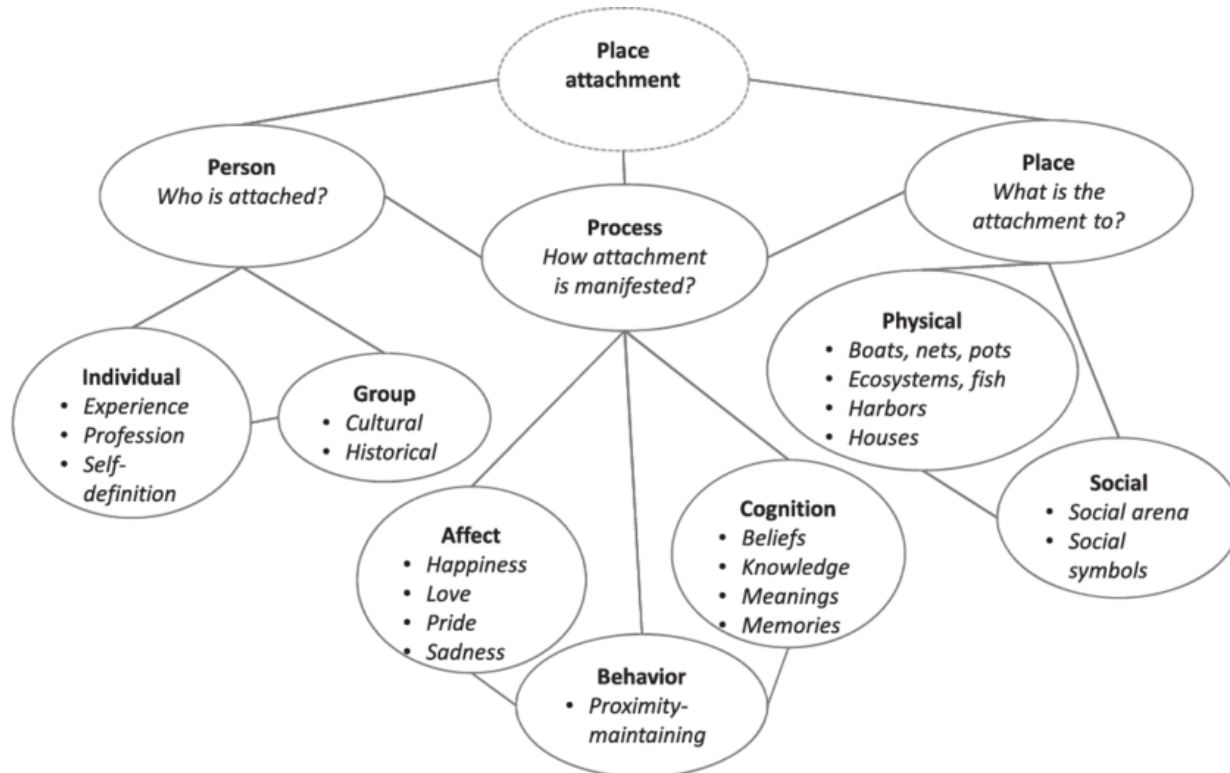 Place
attachment
Person
Who is attached?
Process
How attachment
is manifested?
Place
What is the
attachment to?
Individual
• Experience
• Profession
• Self-
definition
Group
• Cultural
• Historical
Physical
• Boats, nets, pots
• Ecosystems, fish
• Harbors
• Houses
Social
• Social arena
• Social
symbols
Affect
• Happiness
• Love
• Pride
• Sadness
Cognition
• Beliefs
• Knowledge
• Meanings
• Memories
Behavior
• Proximity-
maintaining